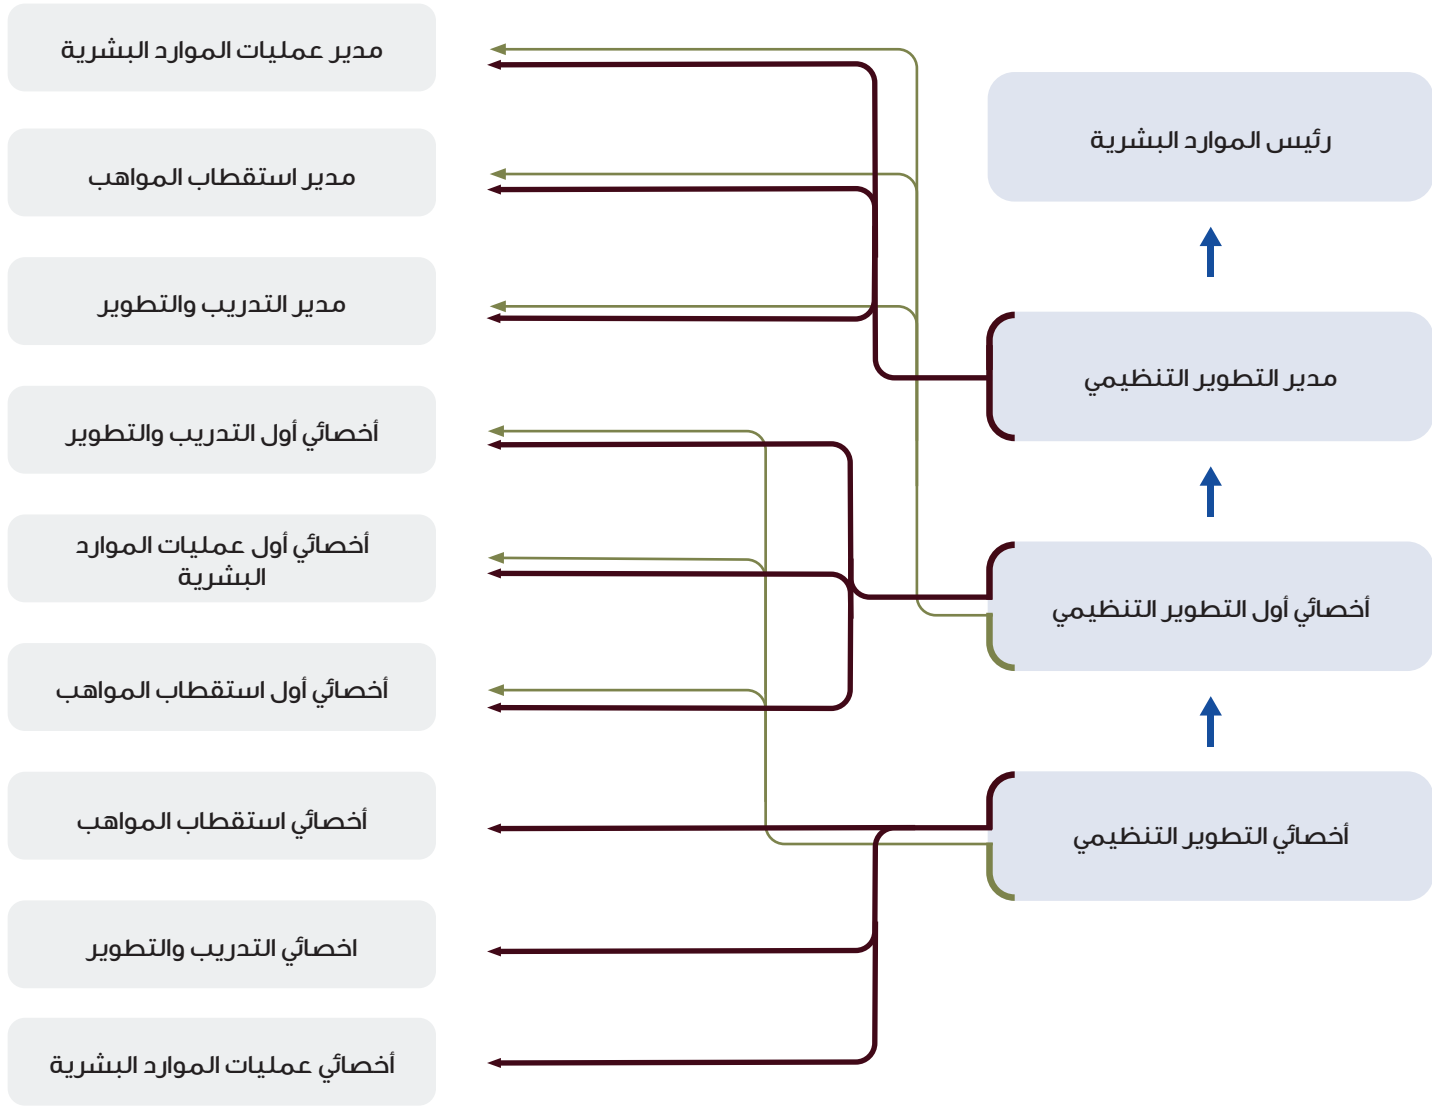 رئيس الموارد البشرية
مدير التطوير التنظيمي
أخصائي أول التطوير التنظيمي
أخصائي التطوير التنظيمي
مدير عمليات الموارد البشرية
مدير استقطاب المواهب
مدير التدريب والتطوير
أخصائي أول التدريب والتطوير
أخصائي أول عمليات الموارد
البشرية
أخصائي أول استقطاب المواهب
أخصائي استقطاب المواهب
اخصائي التدريب والتطوير
أخصائي عمليات الموارد البشرية